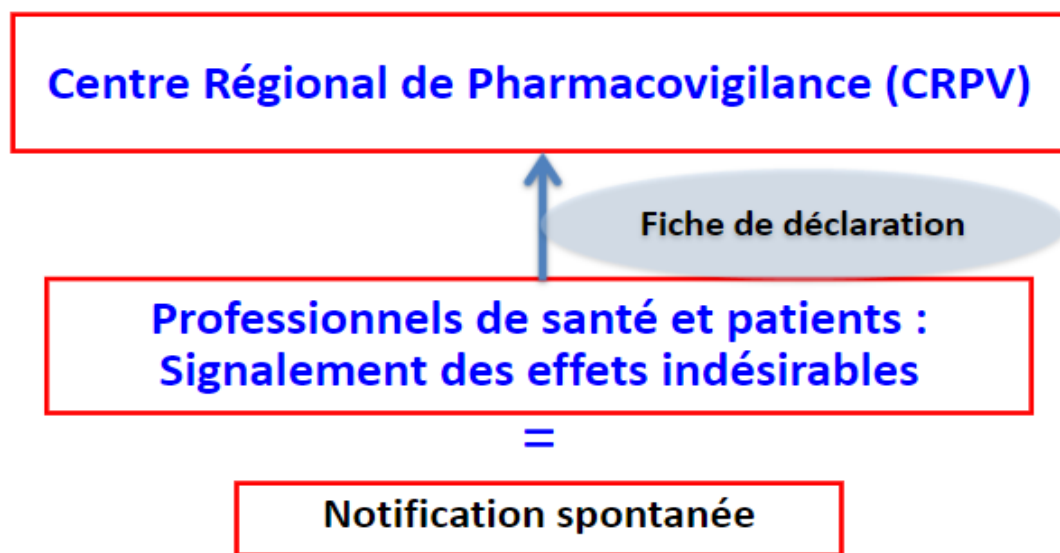 Centre Régional de Pharmacovigilance (CRPV)
Fiche de déclaration
Professionnels de santé et patients :
Signalement des effets indésirables
=
Notification spontanée